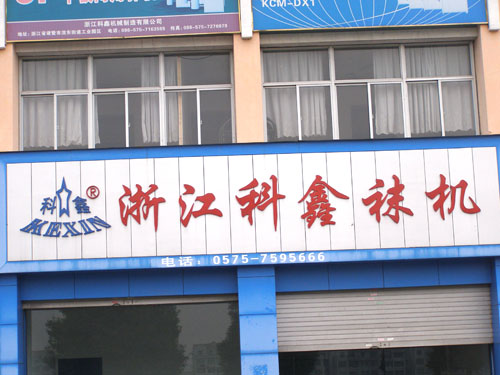 KCM-DX1
浙江科鑫机械制造有限公司
科鑫®
KEXIN
浙江科鑫袜机
电话：0575-7595666